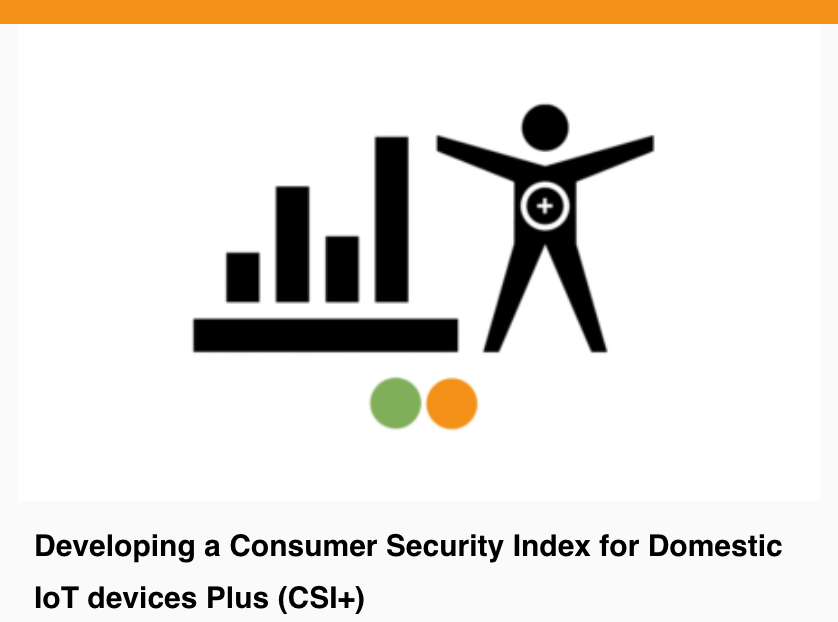 Developing a Consumer Security Index for Domestic
IoT devices Plus (CSI+)